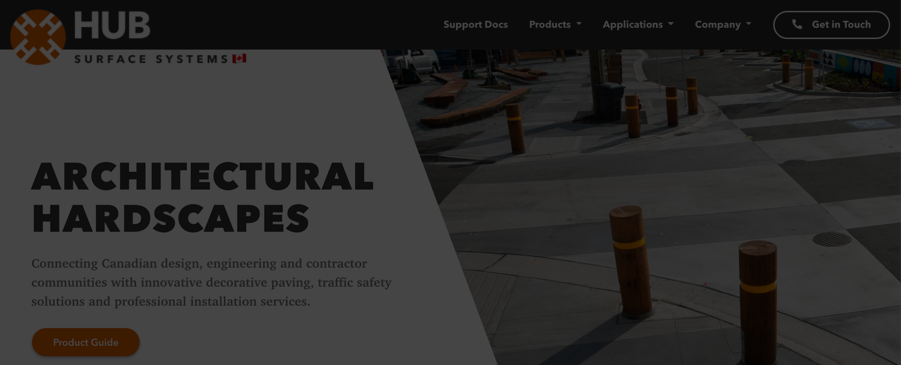 HUB
SURFACE SYSTEMS
Support Docs Products Applications Company Get in Touch
ARCHITECTURAL
HARDSCAPES
Connecting Canadian design, engineering and contractor
communities with innovative decorative paving, traffic safety
solutions and professional installation services.
Product Guide